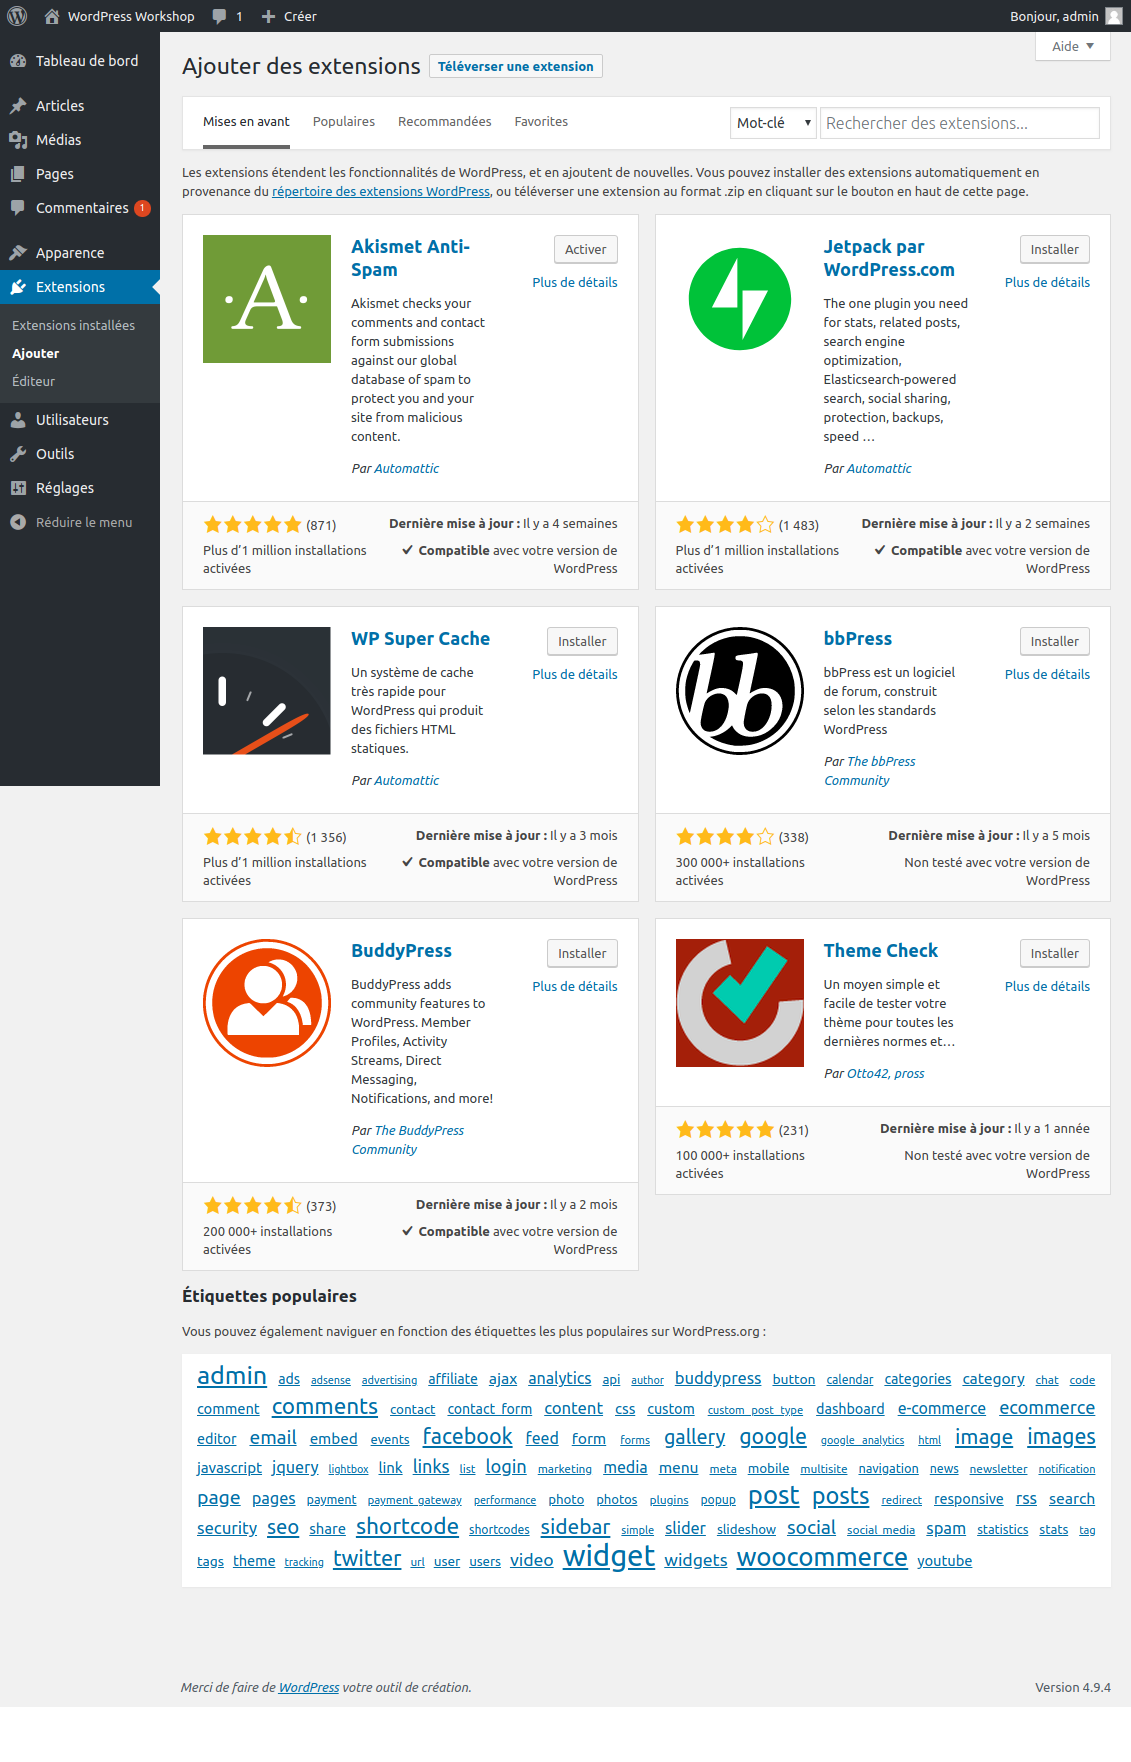 WordPress Workshop 1 Créer Bonjour, admin
Aide
Tableau de bord
Articles
Médias
Pages
Commentaires 1
Apparence
Extensions
Extensions installées
Ajouter
Éditeur
Utilisateurs
Outils
Réglages
Réduire le menu
Ajouter des extensions Téléverser une extension
Mises en avant Populaires Recommandées Favorites Mot-clé Rechercher des extensions...
Les extensions étendent les fonctionnalités de WordPress, et en ajoutent de nouvelles. Vous pouvez installer des extensions automatiquement en
provenance du répertoire des extensions WordPress, ou téléverser une extension au format .zip en cliquant sur le bouton en haut de cette page.
A
Akismet Anti-
Spam
Activer
Plus de détails
Akismet checks your
comments and contact
form submissions
against our global
database of spam to
protect you and your
site from malicious
content.
Par Automattic
(871)
Dernière mise à jour : Il y a 4 semaines
Plus d’1 million installations
activées
Compatible avec votre version de
WordPress
Jetpack par
WordPress.com
Installer
Plus de détails
The one plugin you need
for stats, related posts,
search engine
optimization,
Elasticsearch-powered
search, social sharing,
protection, backups,
speed …
Par Automattic
(1 483)
Dernière mise à jour : Il y a 2 semaines
Plus d’1 million installations
activées
Compatible avec votre version de
WordPress
WP Super Cache
Installer
Plus de détails
Un système de cache
très rapide pour
WordPress qui produit
des fichiers HTML
statiques.
Par Automattic
(1 356)
Dernière mise à jour : Il y a 3 mois
Plus d’1 million installations
activées
Compatible avec votre version de
WordPress
bb
bbPress
Installer
Plus de détails
bbPress est un logiciel
de forum, construit
selon les standards
WordPress
Par The bbPress
Community
(338)
Dernière mise à jour : Il y a 5 mois
300 000+ installations
activées
Non testé avec votre version de
WordPress
BuddyPress
Installer
Plus de détails
BuddyPress adds
community features to
WordPress. Member
Profiles, Activity
Streams, Direct
Messaging,
Notifications, and more!
Par The BuddyPress
Community
(373)
Dernière mise à jour : Il y a 2 mois
200 000+ installations
activées
Compatible avec votre version de
WordPress
Theme Check
Installer
Plus de détails
Un moyen simple et
facile de tester votre
thème pour toutes les
dernières normes et…
Par Otto42, pross
(231)
Dernière mise à jour : Il y a 1 année
100 000+ installations
activées
Non testé avec votre version de
WordPress
Étiquettes populaires
Vous pouvez également naviguer en fonction des étiquettes les plus populaires sur WordPress.org :
admin ads adsense advertising affiliate ajax analytics api author buddypress button calendar categories category chat code
comment comments contact contact form content css custom custom post type dashboard e-commerce ecommerce
editor email embed events facebook feed form forms gallery google google analytics html image images
javascript jquery lightbox link links list login marketing media menu meta mobile multisite navigation news newsletter notification
page pages payment payment gateway performance photo photos plugins popup post posts redirect responsive rss search
security seo share shortcode shortcodes sidebar simple slider slideshow social social media spam statistics stats tag
tags theme tracking twitter url user users video widget widgets woocommerce youtube
Merci de faire de WordPress votre outil de création. Version 4.9.4